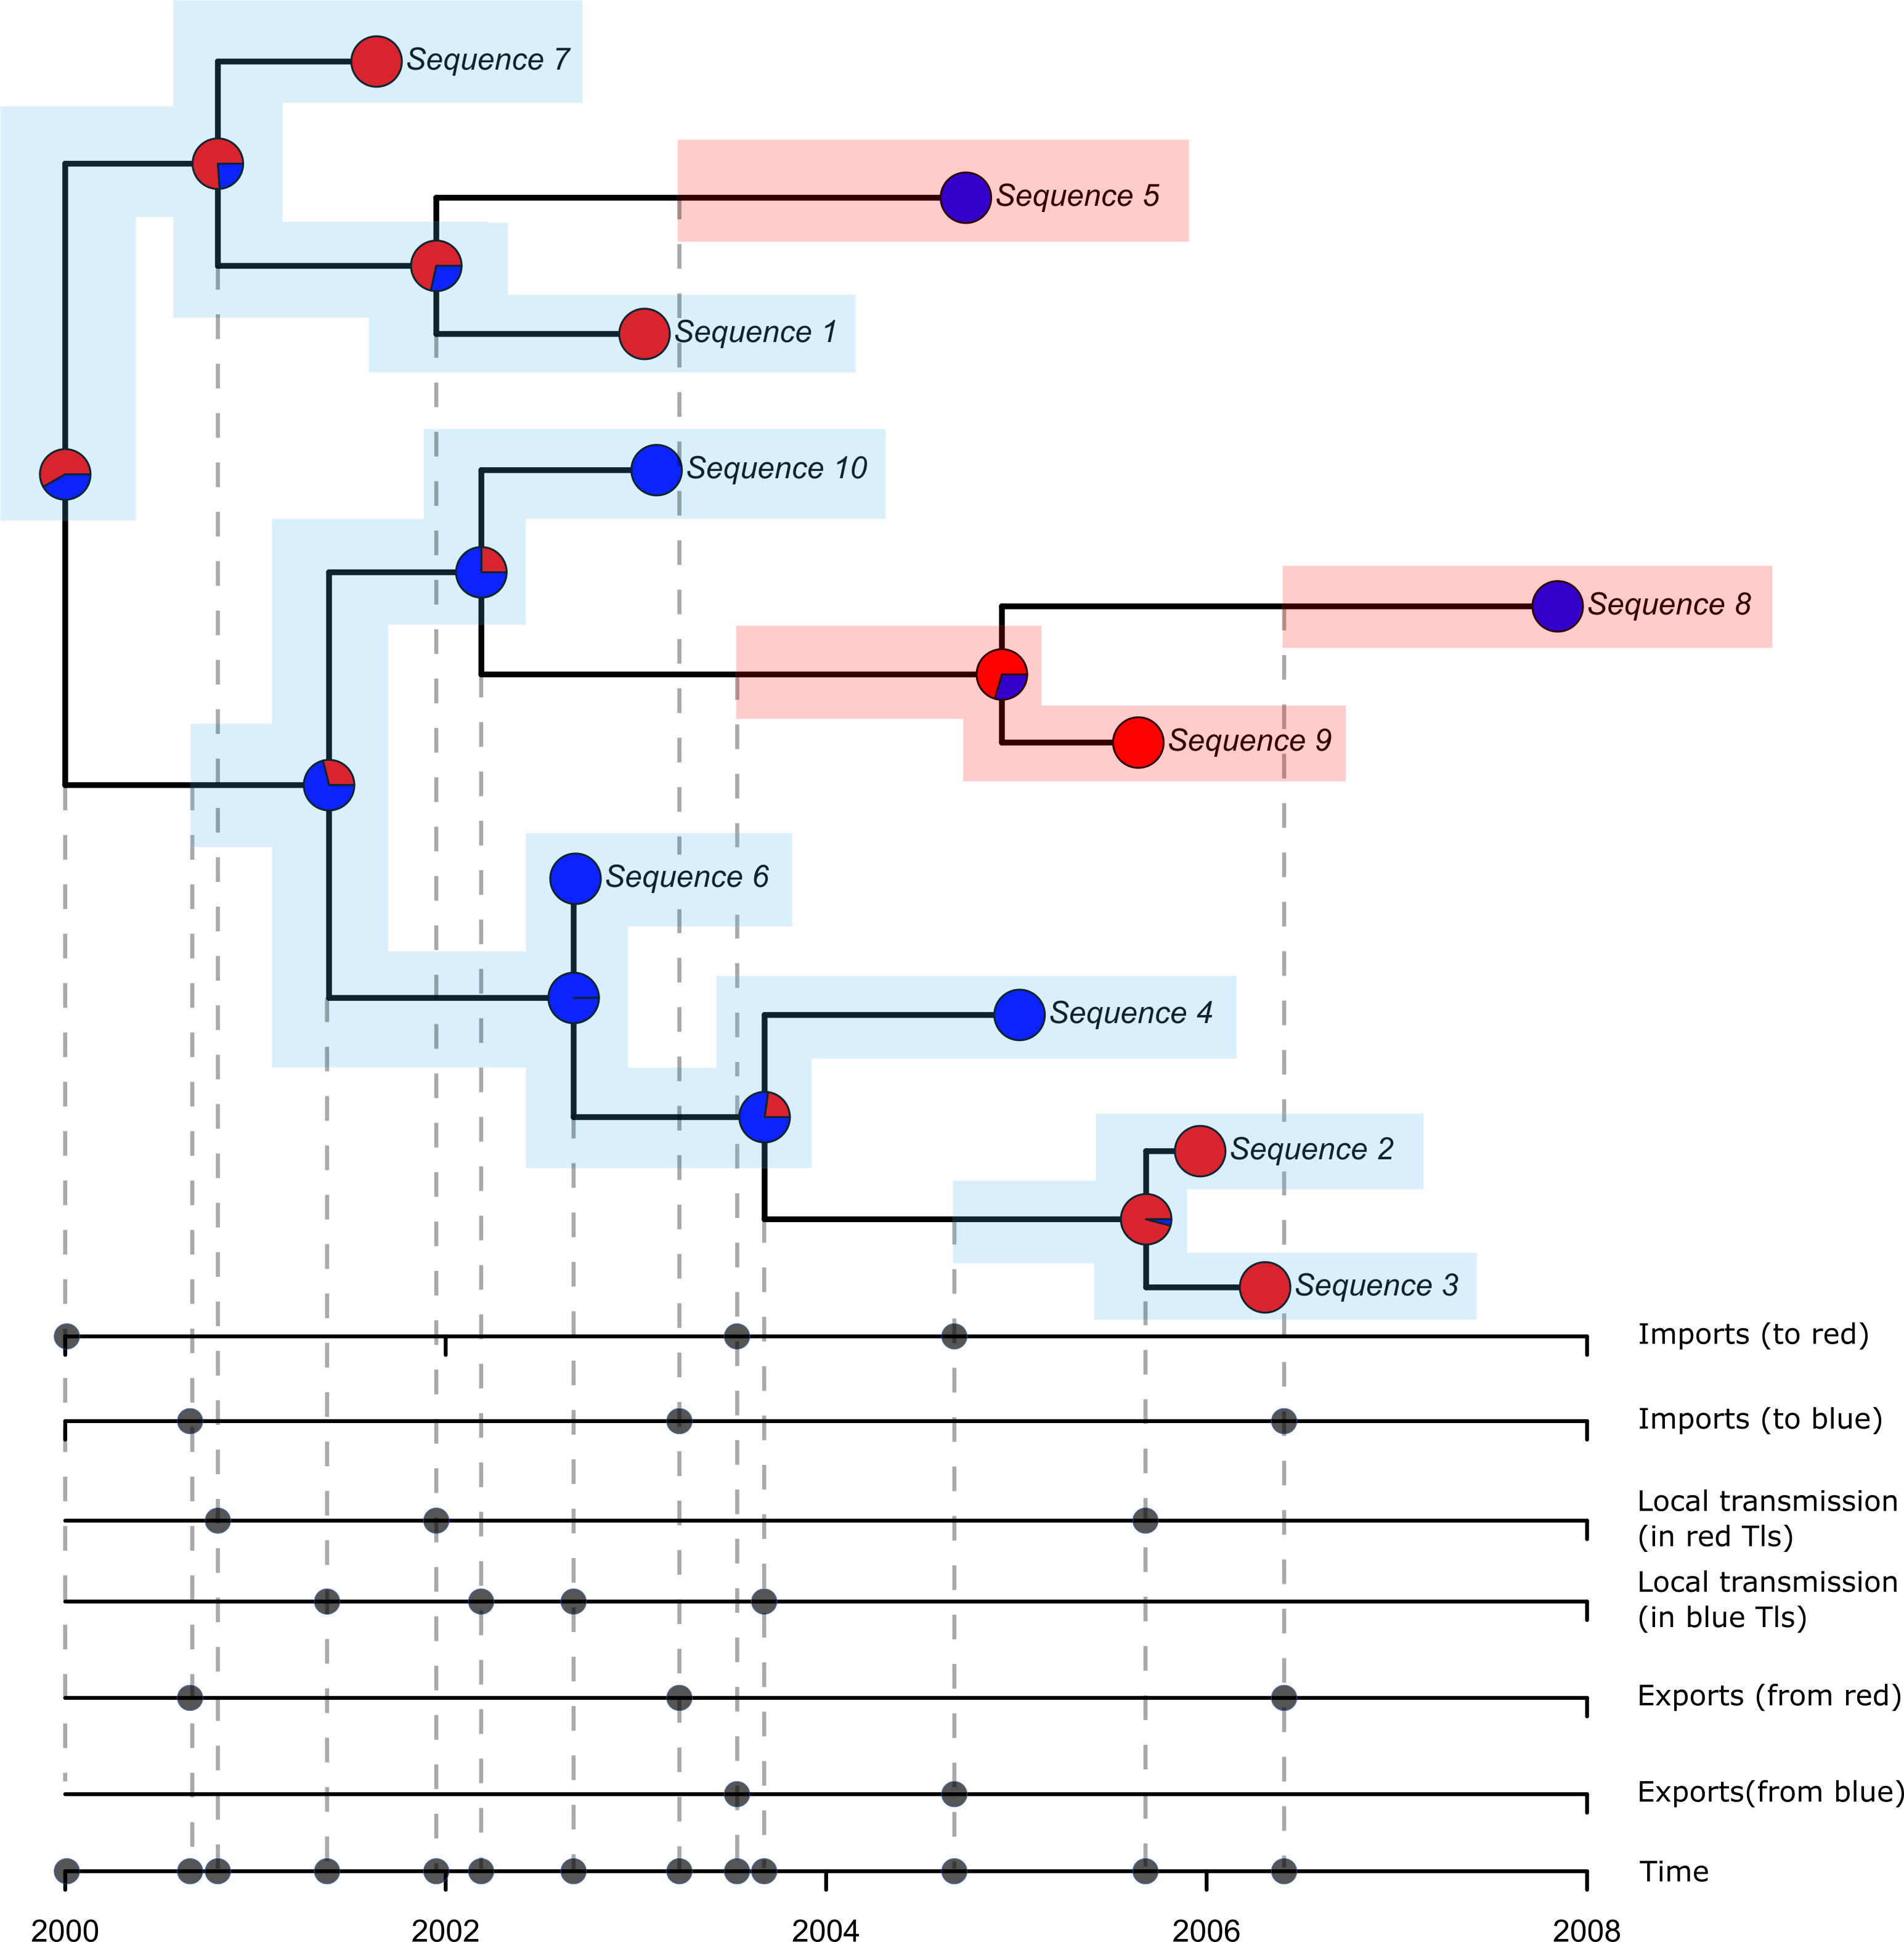 Sequence 7
Sequence 5
Sequence 1
Sequence 10
Sequence 8
Sequence 9
Sequence 6
Sequence 4
Sequence 2
Sequence 3
Imports (to red)
Imports (to blue)
Local transmission
(in red Tls)
Local transmission
(in blue Tls)
Exports (from red)
Exports(from blue)
Time
2000 2002 2004 2006 2008